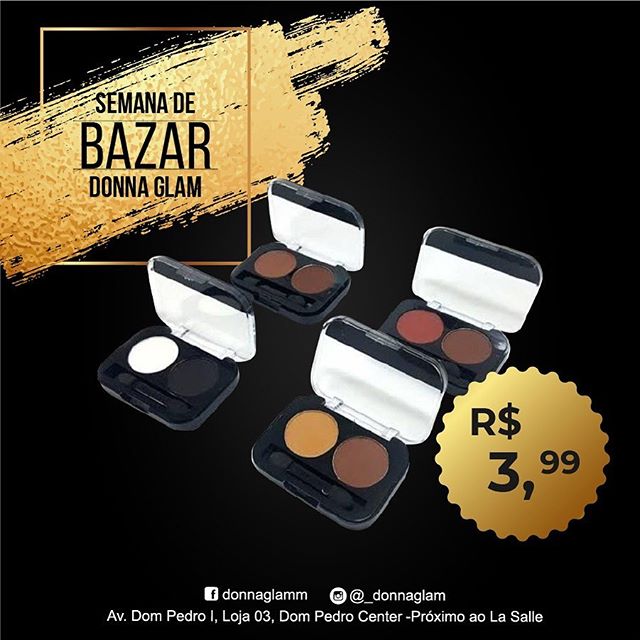 SEMANA DE
BAZAR
DONNA GLAM
R$
3,99
donnaglamm @_donnaglam
Av. Dom Pedro I, Loja 03, Dom Pedro Center -Próximo ao La Salle